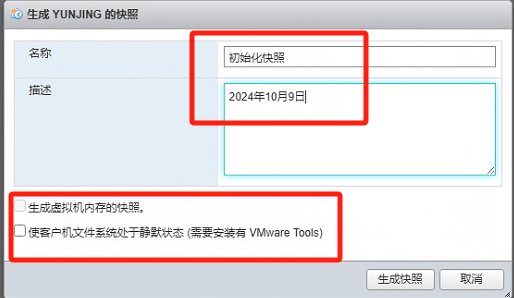 生成 YUNJING 的快照
名称
初始化快照
描述
2024年10月9日
生成虚拟机内存的快照。
使客户机文件系统处于静默状态 (需要安装有 VMware Tools)
生成快照
取消